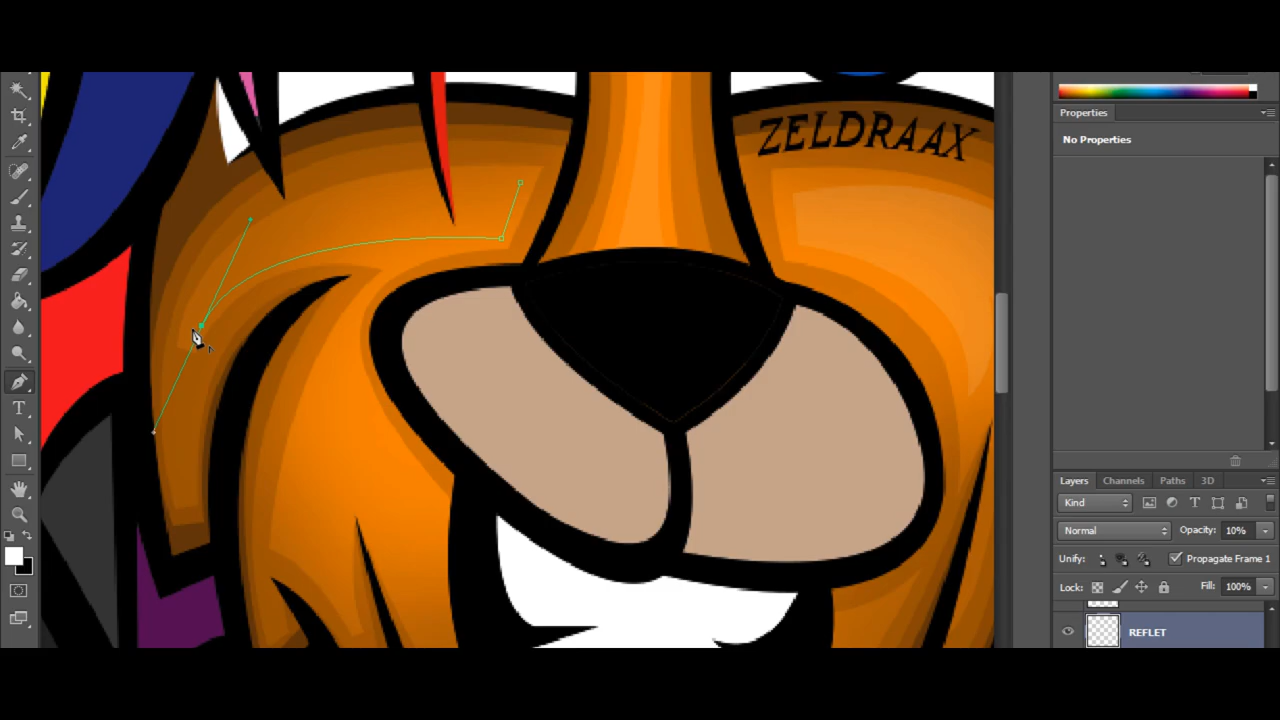 ZELDRAAX
Properties
No Properties
T
Layers Channels Paths 3D
Kind
T
Normal Opacity: 10%
Unify: Propagate Frame 1
Lock: Fill: 100%
REFLET